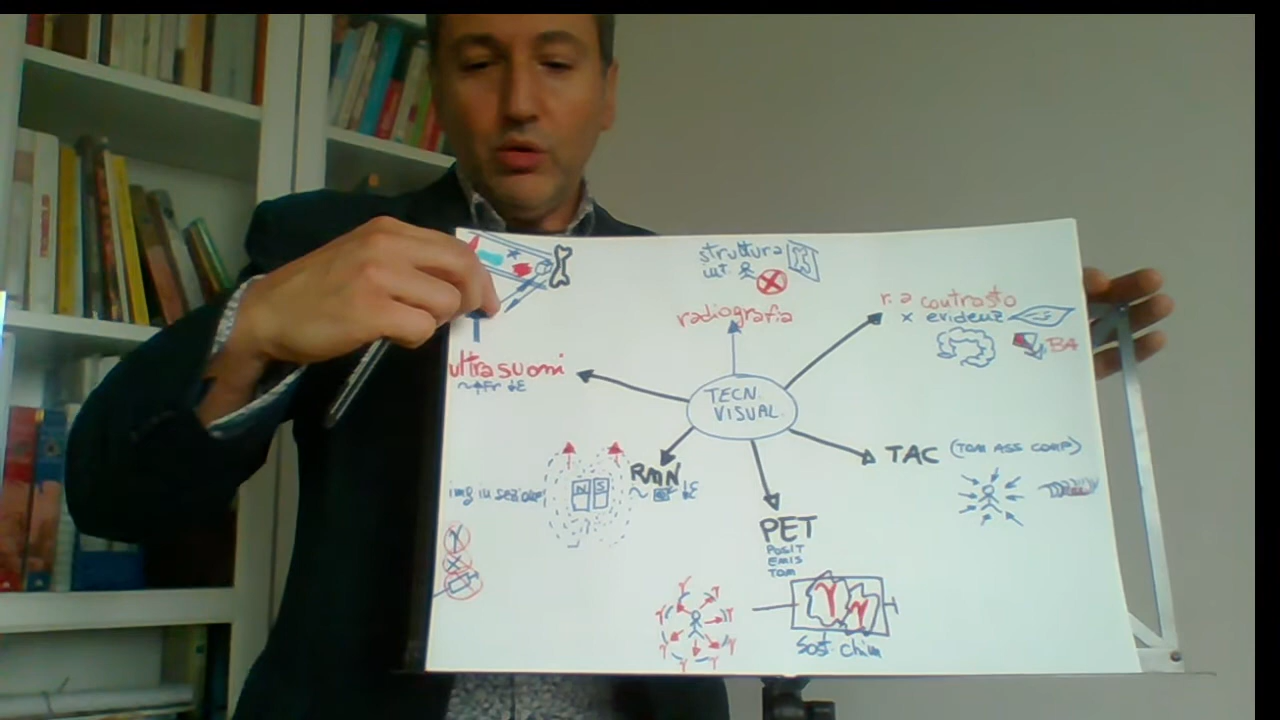 struttura
radiografia
r. a contrasto
x evidenz
BA
ultrasuoni
TECN.
VISUAL.
TAC (TOM ASS COMP)
RMN
img in sezione
N S
PET
POSIT
EMIS
TOM
γ γ
sost. chim